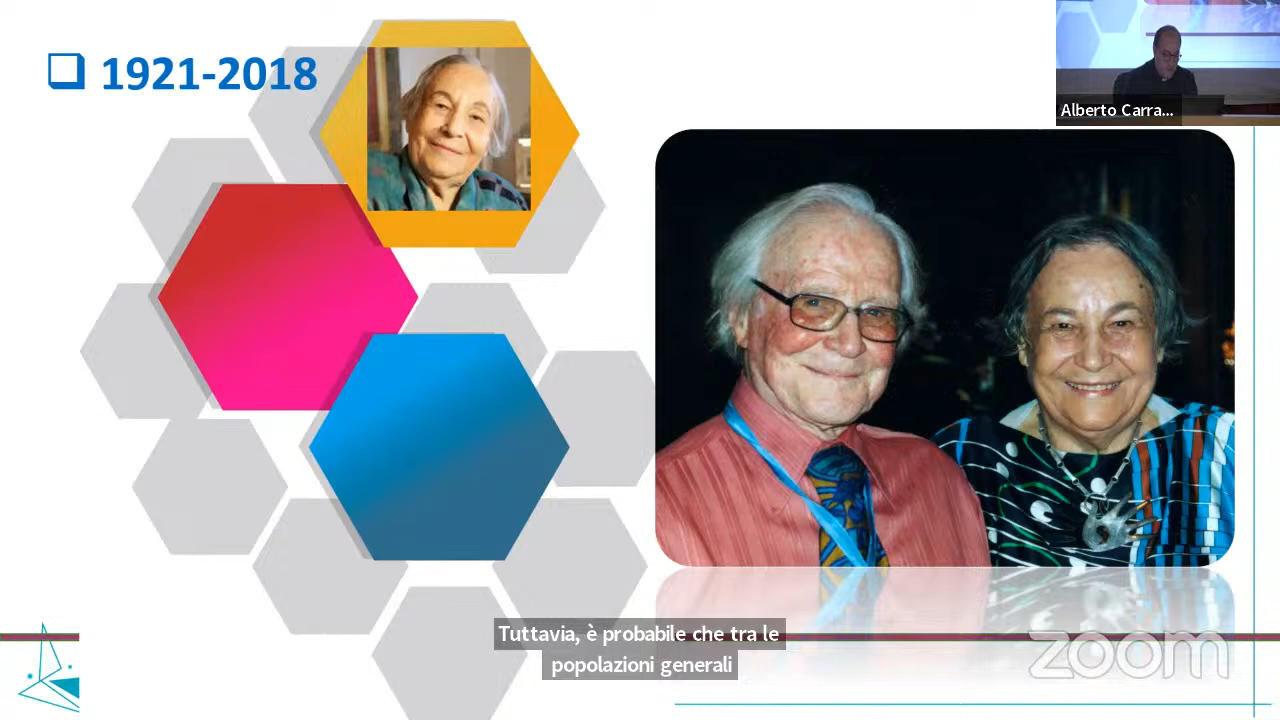 1921-2018
Alberto Carra...
Tuttavia, è probabile che tra le
popolazioni generali
zoom